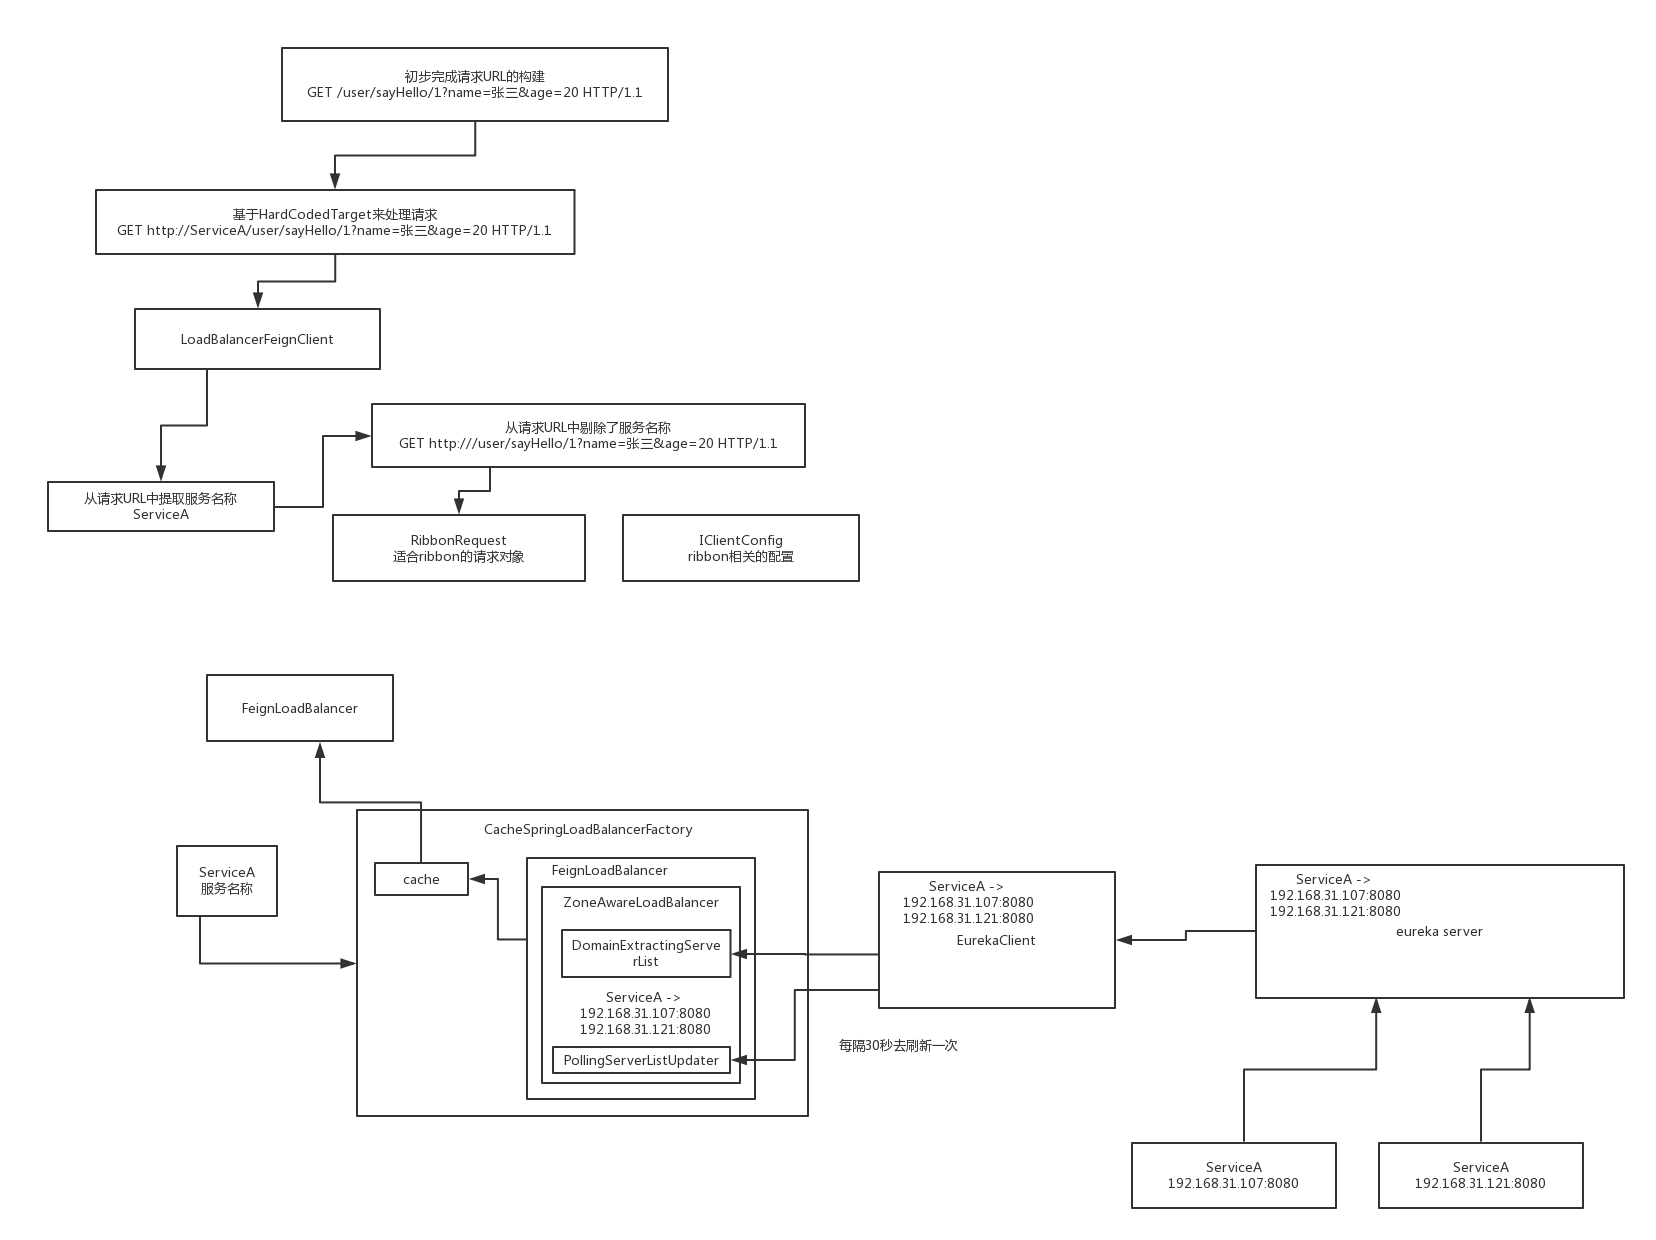 初步完成请求URL的构建
GET /user/sayHello/1?name=张三&age=20 HTTP/1.1
基于HardCodedTarget来处理请求
GET http://ServiceA/user/sayHello/1?name=张三&age=20 HTTP/1.1
LoadBalancerFeignClient
从请求URL中剔除了服务名称
GET http:///user/sayHello/1?name=张三&age=20 HTTP/1.1
从请求URL中提取服务名称
ServiceA
RibbonRequest
适合ribbon的请求对象
IClientConfig
ribbon相关的配置
FeignLoadBalancer
CacheSpringLoadBalancerFactory
ServiceA
服务名称
cache
FeignLoadBalancer
ZoneAwareLoadBalancer
DomainExtractingServe
rList
ServiceA ->
192.168.31.107:8080
192.168.31.121:8080
PollingServerListUpdater
ServiceA ->
192.168.31.107:8080
192.168.31.121:8080
EurekaClient
每隔30秒去刷新一次
ServiceA ->
192.168.31.107:8080
192.168.31.121:8080
eureka server
ServiceA
192.168.31.107:8080
ServiceA
192.168.31.121:8080